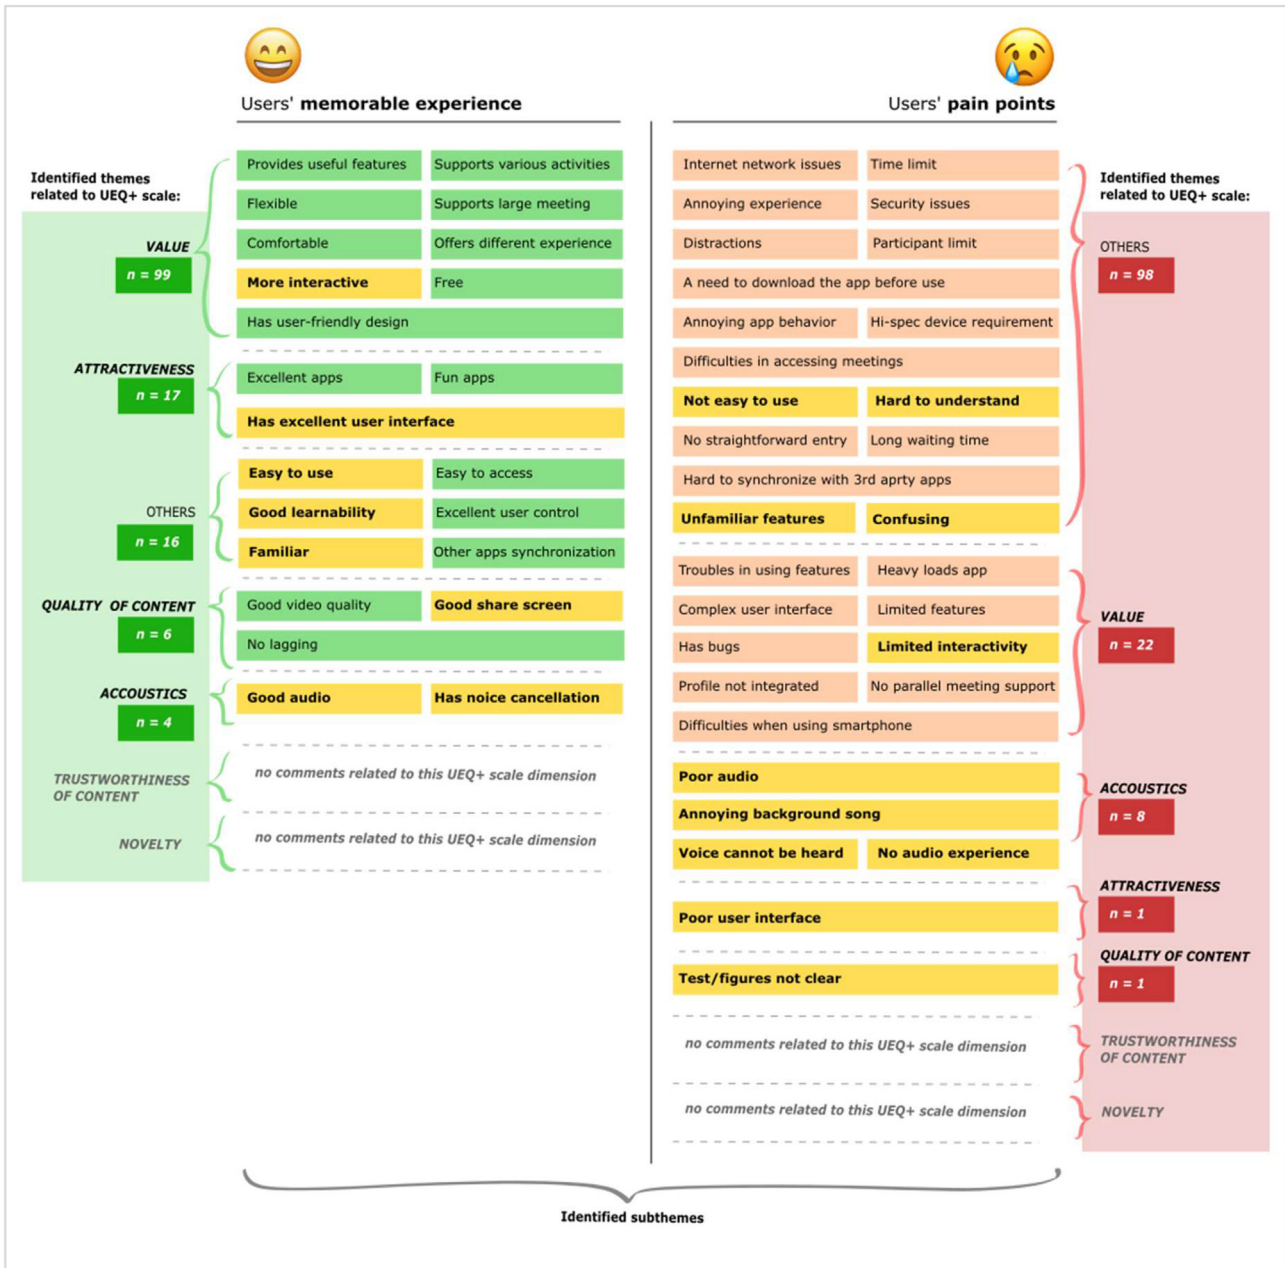 Users' memorable experience
Identified themes
related to UEQ+ scale:
VALUE
n = 99
Provides useful features
Supports various activities
Flexible
Supports large meeting
Comfortable
Offers different experience
More interactive
Free
Has user-friendly design
ATTRACTIVENESS
n = 17
Excellent apps
Fun apps
Has excellent user interface
OTHERS
n = 16
Easy to use
Easy to access
Good learnability
Excellent user control
Familiar
Other apps synchronization
QUALITY OF CONTENT
n = 6
Good video quality
Good share screen
No lagging
ACCOUSTICS
n = 4
Good audio
Has noice cancellation
TRUSTWORTHINESS
OF CONTENT
no comments related to this UEQ+ scale dimension
NOVELTY
no comments related to this UEQ+ scale dimension
Users' pain points
Identified themes
related to UEQ+ scale:
OTHERS
n = 98
Internet network issues
Time limit
Annoying experience
Security issues
Distractions
Participant limit
A need to download the app before use
Annoying app behavior
Hi-spec device requirement
Difficulties in accessing meetings
Not easy to use
Hard to understand
No straightforward entry
Long waiting time
Hard to synchronize with 3rd aprty apps
Unfamiliar features
Confusing
VALUE
n = 22
Troubles in using features
Heavy loads app
Complex user interface
Limited features
Has bugs
Limited interactivity
Profile not integrated
No parallel meeting support
Difficulties when using smartphone
ACCOUSTICS
n = 8
Poor audio
Annoying background song
Voice cannot be heard
No audio experience
ATTRACTIVENESS
n = 1
Poor user interface
QUALITY OF CONTENT
n = 1
Test/figures not clear
TRUSTWORTHINESS
OF CONTENT
no comments related to this UEQ+ scale dimension
NOVELTY
no comments related to this UEQ+ scale dimension
Identified subthemes